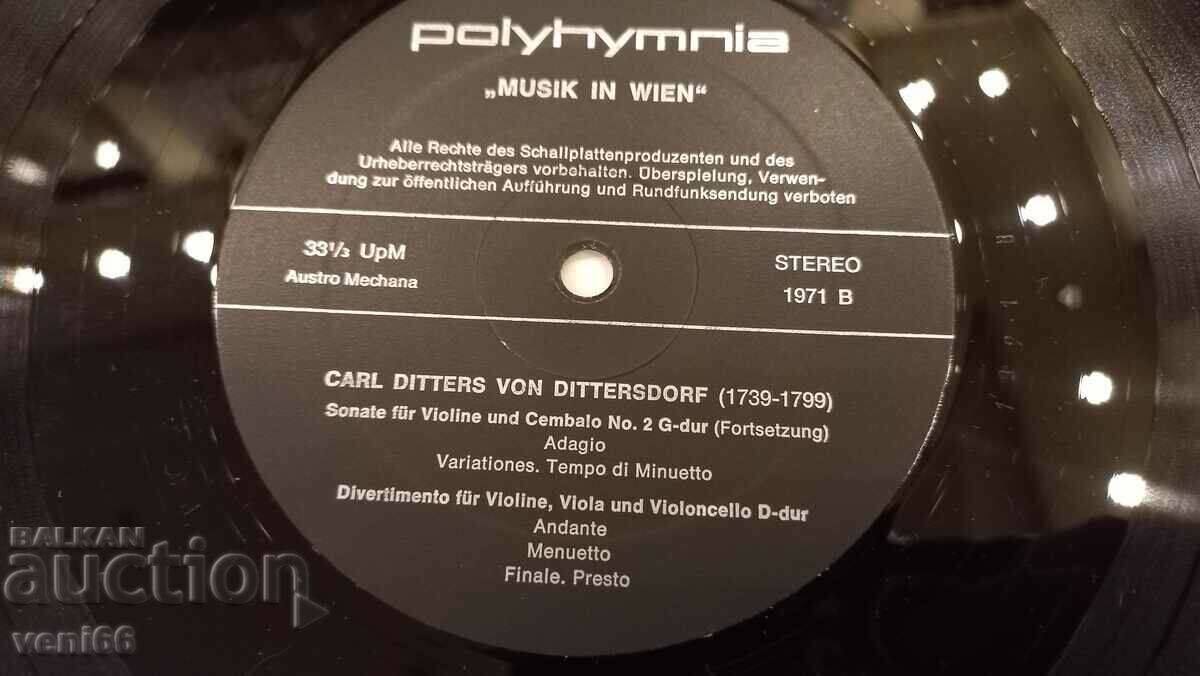 polyhymnia
„MUSIK IN WIEN“
Alle Rechte des Schallplattenproduzenten und des
Urheberrechtsträgers vorbehalten. Überspielung, Verwen-
dung zur öffentlichen Aufführung und Rundfunksendung verboten
33 1/3 UpM
Austro Mechana
STEREO
1971 B
CARL DITTERS VON DITTERSDORF (1739-1799)
Sonate für Violine und Cembalo No. 2 G-dur (Fortsetzung)
Adagio
Variationes. Tempo di Minuetto
Divertimento für Violine, Viola und Violoncello D-dur
Andante
Menuetto
Finale. Presto
1971 B
BALKAN
auction
veni66